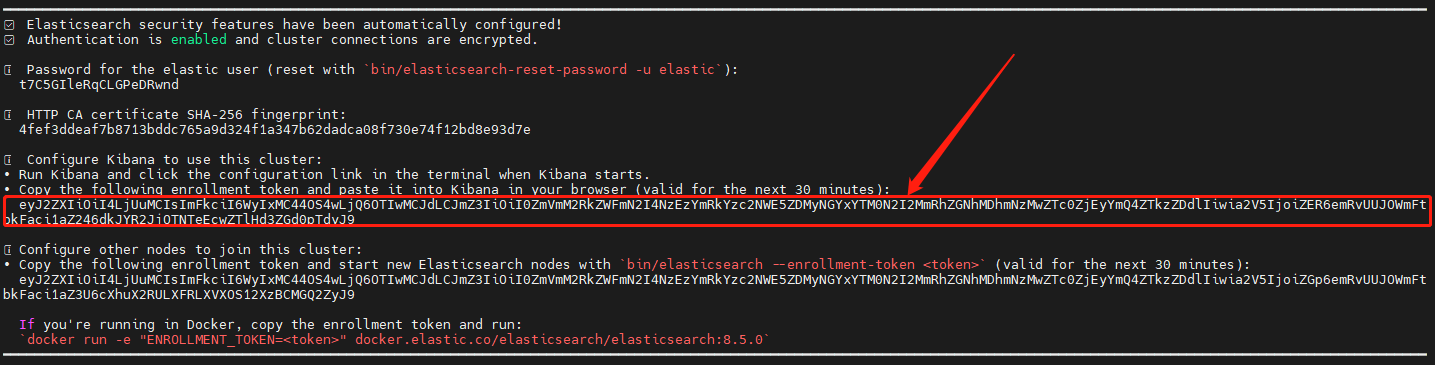 Elasticsearch security features have been automatically configured!
Authentication is enabled and cluster connections are encrypted.
Password for the elastic user (reset with `bin/elasticsearch-reset-password -u elastic`):
t7C5GIleRqCLGPeDRwnd
HTTP CA certificate SHA-256 fingerprint:
4fef3ddeaf7b8713bddc765a9d324f1a347b62dadca08f730e74f12bd8e93d7e
Configure Kibana to use this cluster:
• Run Kibana and click the configuration link in the terminal when Kibana starts.
• Copy the following enrollment token and paste it into Kibana in your browser (valid for the next 30 minutes):
eyJ2ZXIiOiI4LjUuMCIsImFkciI6WyIxMC44OS4wLjQ6OTIwMCJdLCJmZ3IiOiI0ZmVmM2RkZWFmN2I4NzEzYmRkYzc2NWE5ZDMyNGYxYTM0N2I2MmRhZGNhMDhmNzMwZTc0ZjEyYmQ4ZTkzZDdlIiwia2V5IjoiZER6emRvUUJOWmFt
bkFaci1aZ246dkJYR2JiOTNTeEcwZTlHd3ZGd0pTdvJ9
Configure other nodes to join this cluster:
• Copy the following enrollment token and start new Elasticsearch nodes with `bin/elasticsearch --enrollment-token <token>` (valid for the next 30 minutes):
eyJ2ZXIiOiI4LjUuMCIsImFkciI6WyIxMC44OS4wLjQ6OTIwMCJdLCJmZ3IiOiI0ZmVmM2RkZWFmN2I4NzEzYmRkYzc2NWE5ZDMyNGYxYTM0N2I2MmRhZGNhMDhmNzMwZTc0ZjEyYmQ4ZTkzZDdlIiwia2V5IjoiZGp6emRvUUJOWmFt
bkFaci1aZ3U6cXhuX2RULXFRLXVXOS12XzBCMGQ2ZyJ9
If you're running in Docker, copy the enrollment token and run:
`docker run -e "ENROLLMENT_TOKEN=<token>" docker.elastic.co/elasticsearch/elasticsearch:8.5.0`